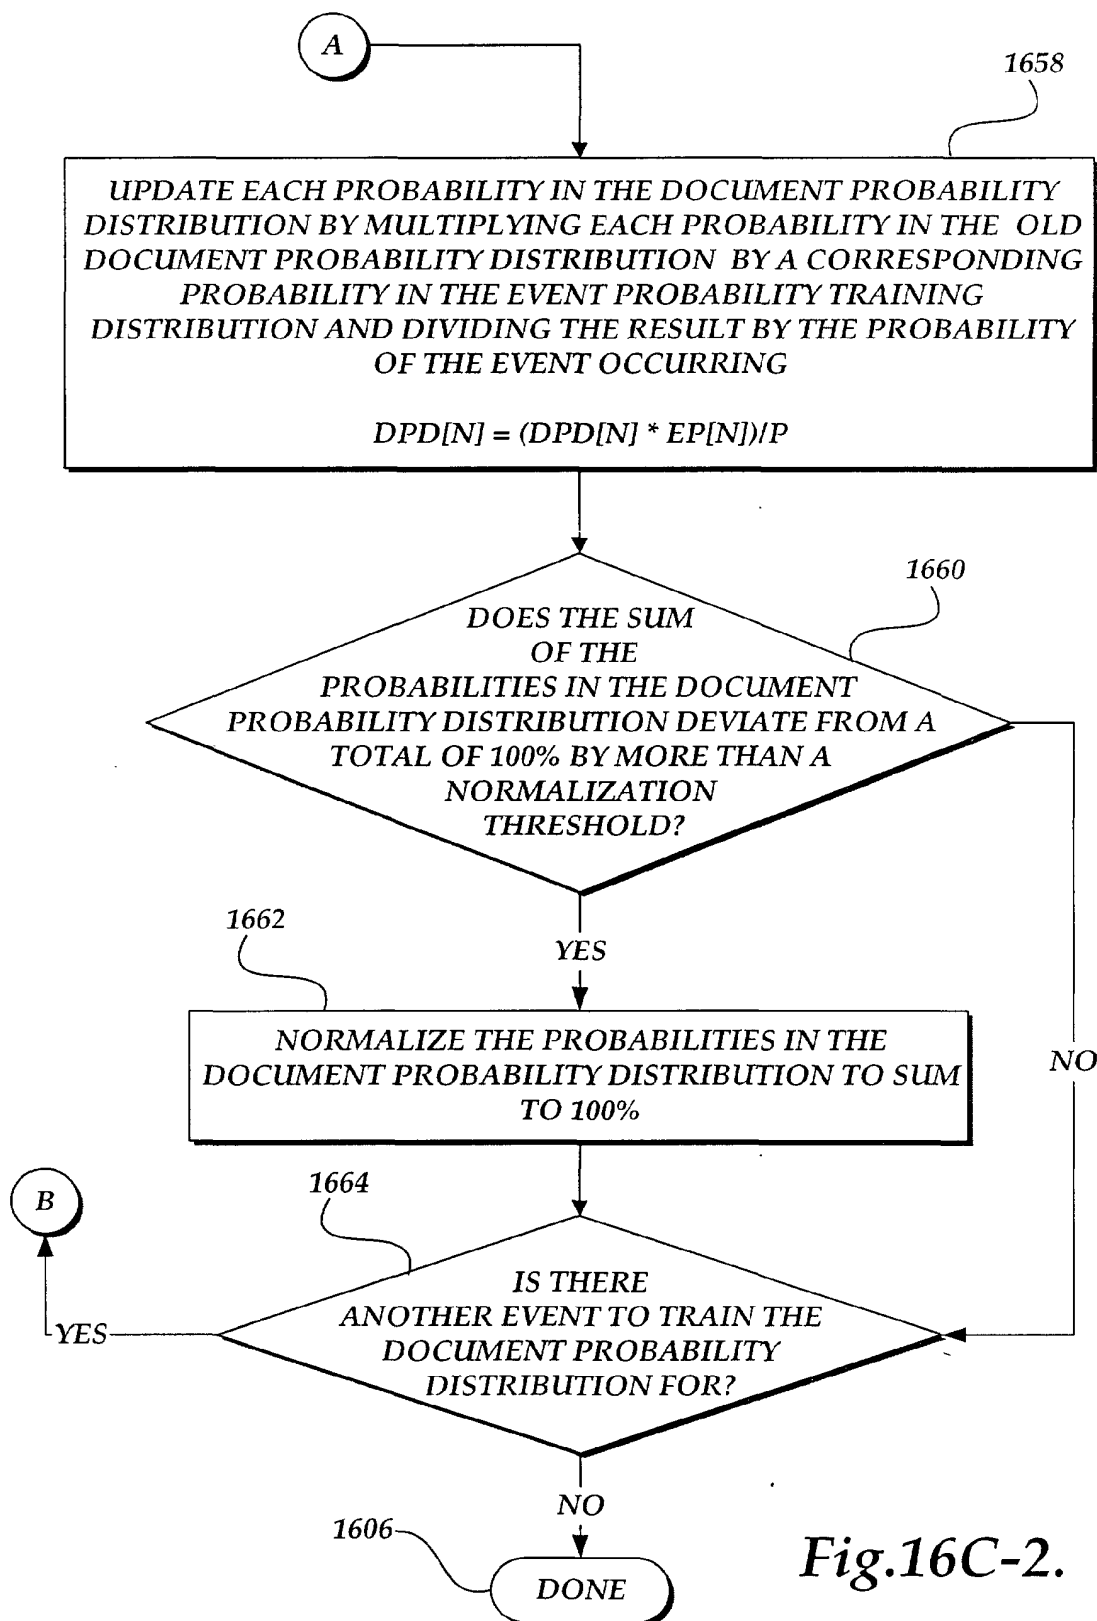 A
1658
UPDATE EACH PROBABILITY IN THE DOCUMENT PROBABILITY
DISTRIBUTION BY MULTIPLYING EACH PROBABILITY IN THE OLD
DOCUMENT PROBABILITY DISTRIBUTION BY A CORRESPONDING
PROBABILITY IN THE EVENT PROBABILITY TRAINING
DISTRIBUTION AND DIVIDING THE RESULT BY THE PROBABILITY
OF THE EVENT OCCURRING
DPD[N] = (DPD[N] * EP[N])/P
1660
DOES THE SUM
OF THE
PROBABILITIES IN THE DOCUMENT
PROBABILITY DISTRIBUTION DEVIATE FROM A
TOTAL OF 100% BY MORE THAN A
NORMALIZATION
THRESHOLD?
1662
YES
NORMALIZE THE PROBABILITIES IN THE
DOCUMENT PROBABILITY DISTRIBUTION TO SUM
TO 100%
NO
B
1664
IS THERE
ANOTHER EVENT TO TRAIN THE
DOCUMENT PROBABILITY
DISTRIBUTION FOR?
YES
NO
1606
DONE
Fig.16C-2.